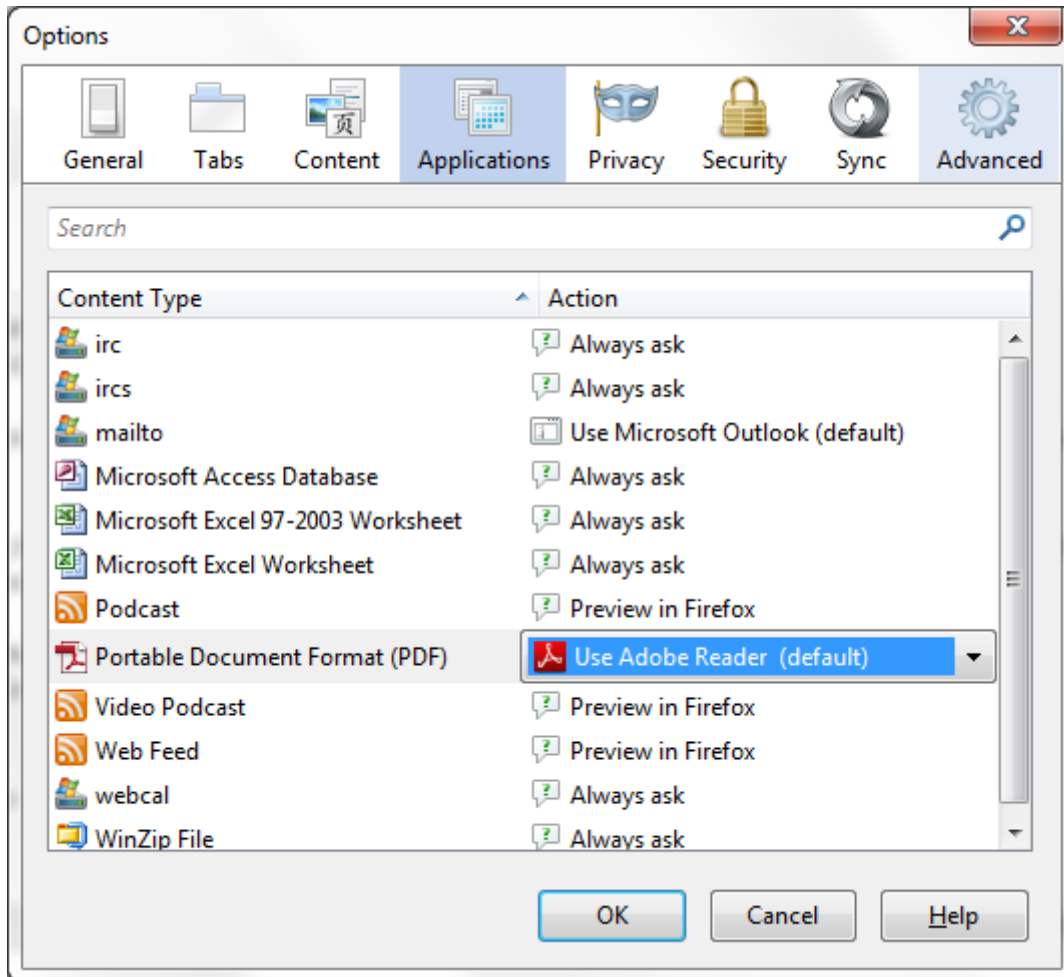 Options
General Tabs Content Applications Privacy Security Sync Advanced
页
Search
Content Type Action
irc Always ask
ircs Always ask
mailto Use Microsoft Outlook (default)
Microsoft Access Database Always ask
Microsoft Excel 97-2003 Worksheet Always ask
Microsoft Excel Worksheet Always ask
Podcast Preview in Firefox
Portable Document Format (PDF) Use Adobe Reader (default)
Video Podcast Preview in Firefox
Web Feed Preview in Firefox
webcal Always ask
WinZip File Always ask
OK Cancel Help